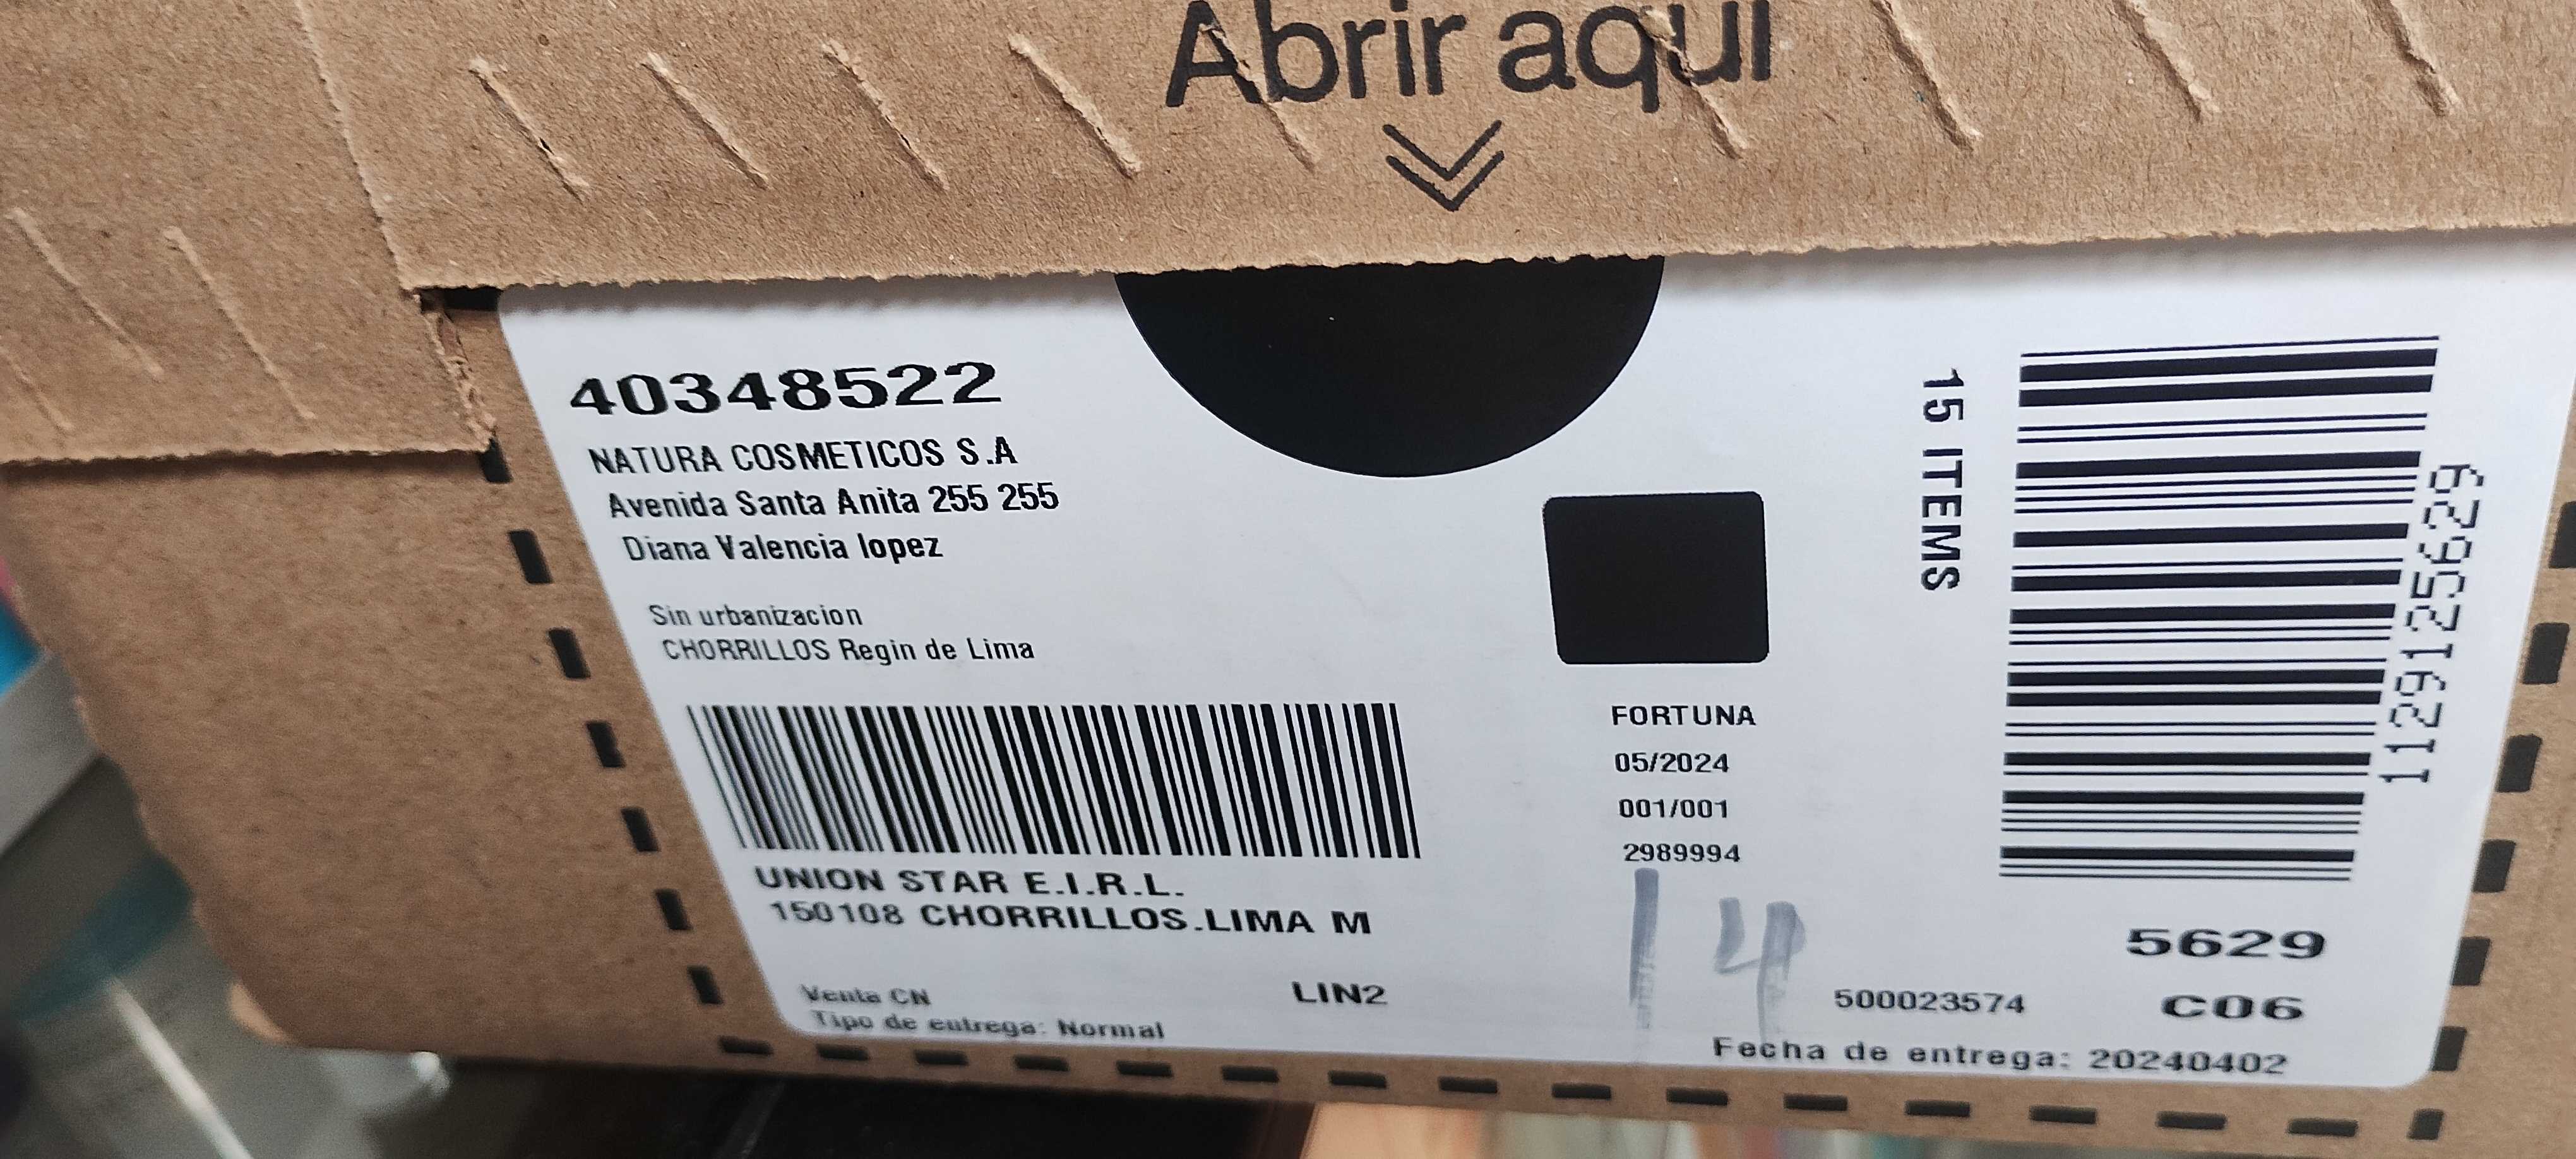 Abrir aquí
40348522
NATURA COSMETICOS S.A
Avenida Santa Anita 255 255
Diana Valencia lopez
Sin urbanizacion
CHORRILLOS Regin de Lima
UNION STAR E.I.R.L.
150108 CHORRILLOS.LIMA M
Venta CN
LIN2
Tipo de entrega: Normal
FORTUNA
05/2024
001/001
2989994
14
15 ITEMS
1129125629
5629
500023574
C06
Fecha de entrega: 20240402